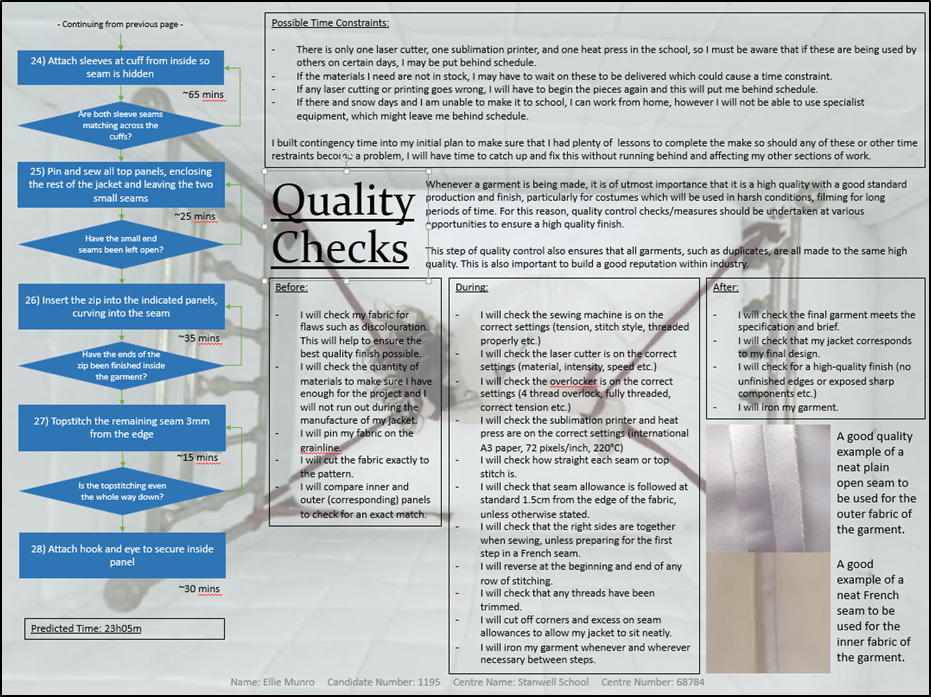 - Continuing from previous page -
24) Attach sleeves at cuff from inside so
seam is hidden
~65 mins
Are both sleeve seams
matching across the
cuffs?
25) Pin and sew all top panels, enclosing
the rest of the jacket and leaving the two
small seams
~25 mins
Have the small end
seams been left open?
26) Insert the zip into the indicated panels,
curving into the seam
~35 mins
Have the ends of the
zip been finished inside
the garment?
27) Topstitch the remaining seam 3mm
from the edge
~15 mins
Is the topstitching even
the whole way down?
28) Attach hook and eye to secure inside
panel
~30 mins
Predicted Time: 23h05m
Possible Time Constraints:
- There is only one laser cutter, one sublimation printer, and one heat press in the school, so I must be aware that if these are being used by
others on certain days, I may be put behind schedule.
- If the materials I need are not in stock, I may have to wait on these to be delivered which could cause a time constraint.
- If any laser cutting or printing goes wrong, I will have to begin the pieces again and this will put me behind schedule.
- If there and snow days and I am unable to make it to school, I can work from home, however I will not be able to use specialist
equipment, which might leave me behind schedule.
I built contingency time into my initial plan to make sure that I had plenty of lessons to complete the make so should any of these or other time
restraints become a problem, I will have time to catch up and fix this without running behind and affecting my other sections of work.
Quality
Checks
Whenever a garment is being made, it is of utmost importance that it is a high quality with a good standard
production and finish, particularly for costumes which will be used in harsh conditions, filming for long
periods of time. For this reason, quality control checks/measures should be undertaken at various
opportunities to ensure a high quality finish.
This step of quality control also ensures that all garments, such as duplicates, are all made to the same high
quality. This is also important to build a good reputation within industry.
Before:
- I will check my fabric for
flaws such as discolouration.
This will help to ensure the
best quality finish possible.
- I will check the quantity of
materials to make sure I have
enough for the project and I
will not run out during the
manufacture of my jacket.
- I will pin my fabric on the
grainline.
- I will cut the fabric exactly to
the pattern.
- I will compare inner and
outer (corresponding) panels
to check for an exact match.
During:
- I will check the sewing machine is on the
correct settings (tension, stitch style, threaded
properly etc.)
- I will check the laser cutter is on the correct
settings (material, intensity, speed etc.)
- I will check the overlocker is on the correct
settings (4 thread overlock, fully threaded,
correct tension etc.)
- I will check the sublimation printer and heat
press are on the correct settings (international
A3 paper, 72 pixels/inch, 220°C)
- I will check how straight each seam or top
stitch is.
- I will check that seam allowance is followed at
standard 1.5cm from the edge of the fabric,
unless otherwise stated.
- I will check that the right sides are together
when sewing, unless preparing for the first
step in a French seam.
- I will reverse at the beginning and end of any
row of stitching.
- I will check that any threads have been
trimmed.
- I will cut off corners and excess on seam
allowances to allow my jacket to sit neatly.
- I will iron my garment whenever and wherever
necessary between steps.
After:
- I will check the final garment meets the
specification and brief.
- I will check that my jacket corresponds
to my final design.
- I will check for a high-quality finish (no
unfinished edges or exposed sharp
components etc.)
- I will iron my garment.
A good quality
example of a
neat plain
open seam to
be used for the
outer fabric of
the garment.
A good
example of a
neat French
seam to be
used for the
inner fabric of
the garment.
Name: Ellie Munro Candidate Number: 1195 Centre Name: Stanwell School Centre Number: 68784